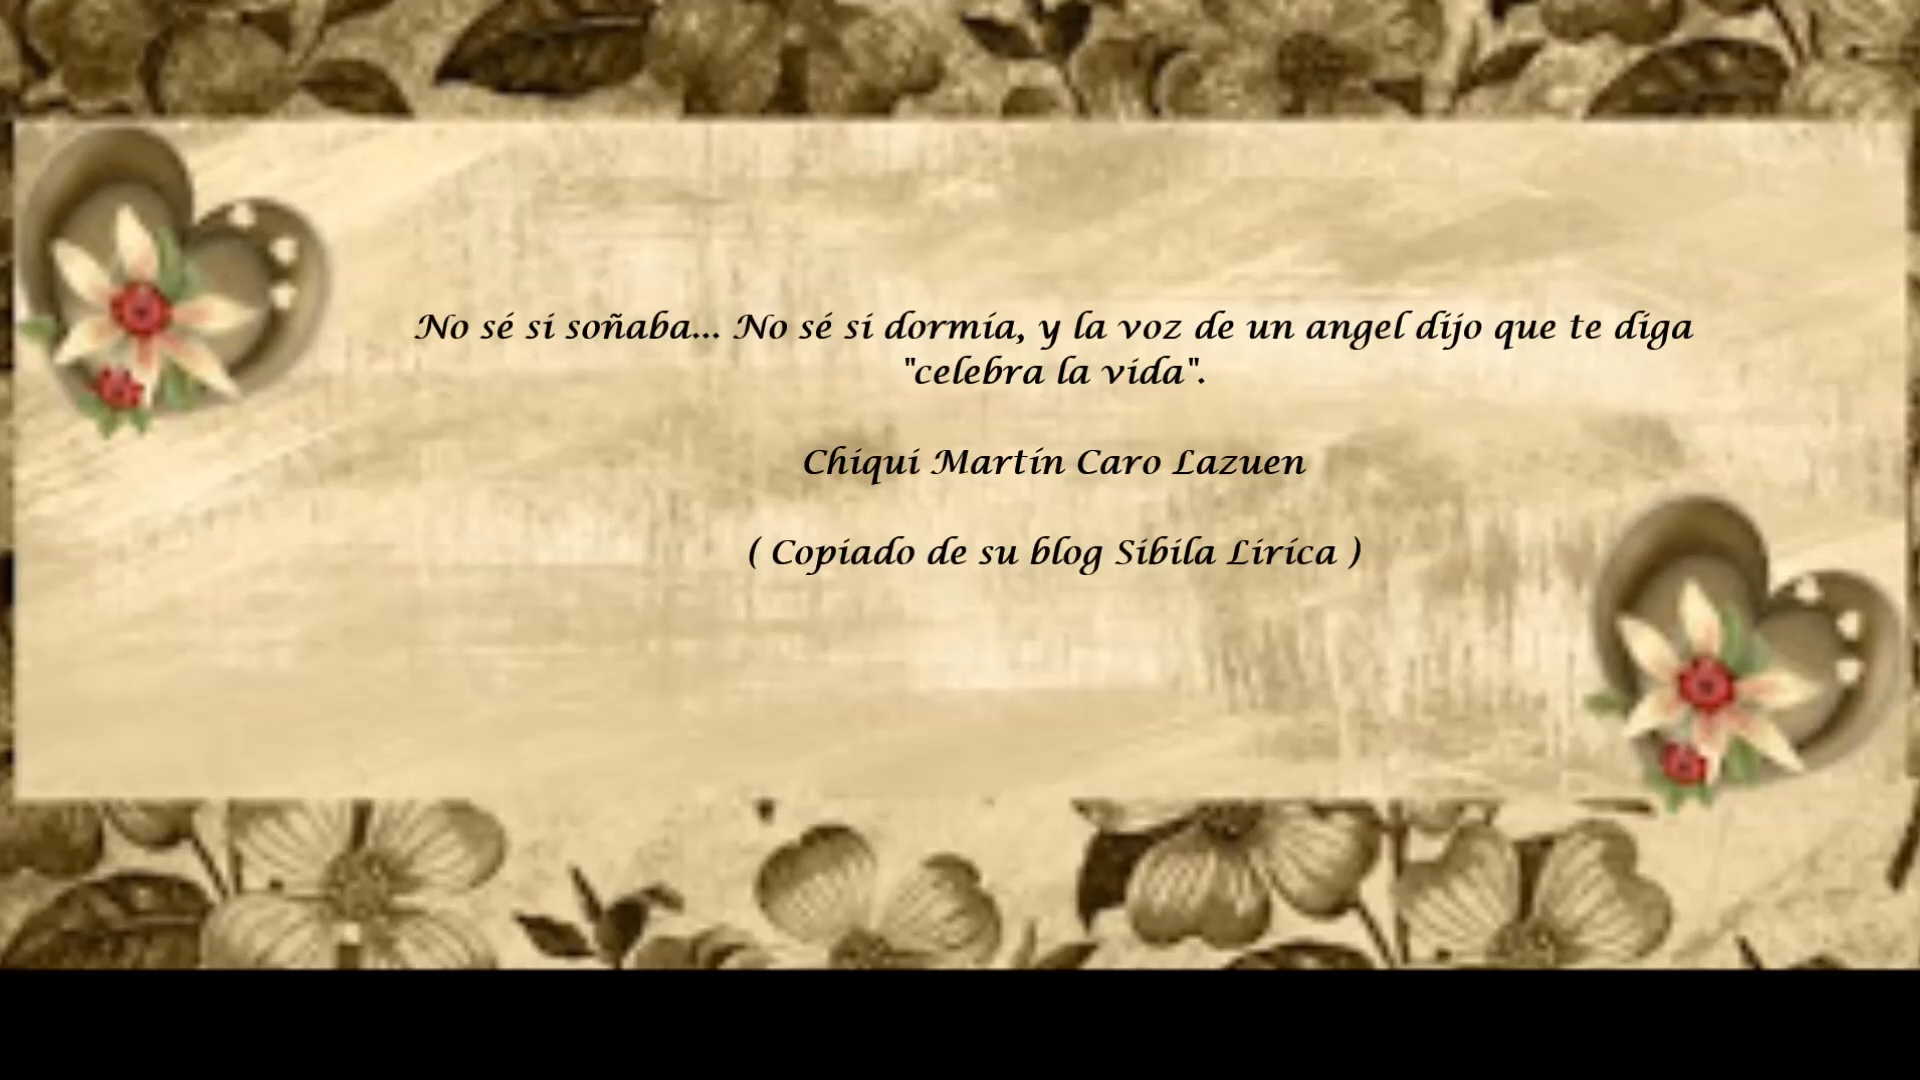 No sé si soñaba... No sé si dormía, y la voz de un angel dijo que te diga
"celebra la vida".
Chiqui Martín Caro Lazuen
( Copiado de su blog Sibila Lirica )